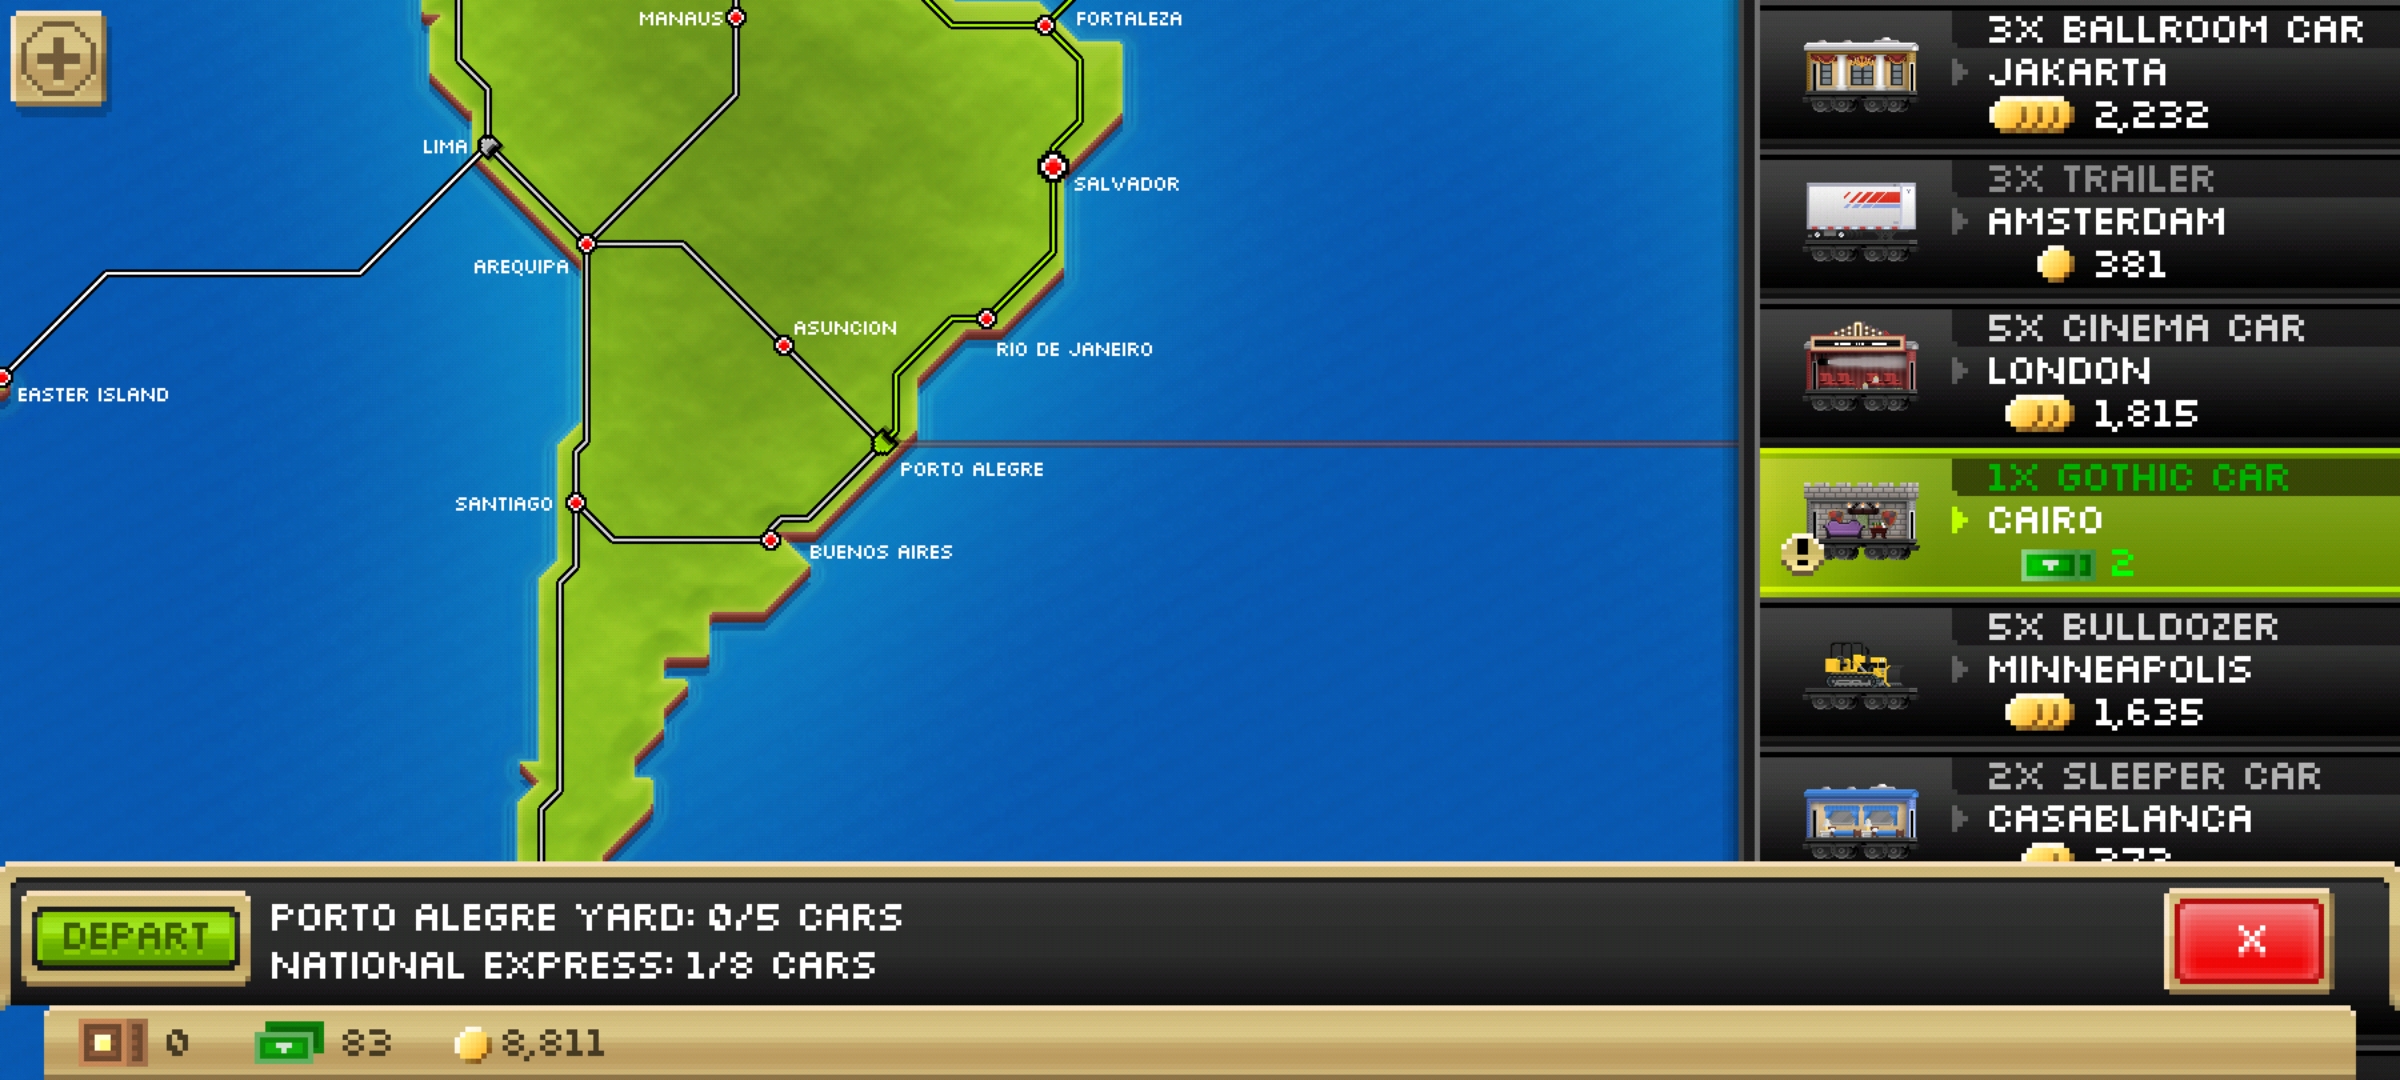 MANAUS
FORTALEZA
LIMA
SALVADOR
AREQUIPA
ASUNCION
RIO DE JANEIRO
EASTER ISLAND
PORTO ALEGRE
SANTIAGO
BUENOS AIRES
3X BALLROOM CAR
JAKARTA
2,232
3X TRAILER
AMSTERDAM
381
5X CINEMA CAR
LONDON
1,815
1X GOTHIC CAR
CAIRO
2
5X BULLDOZER
MINNEAPOLIS
1,635
2X SLEEPER CAR
CASABLANCA
DEPART
PORTO ALEGRE YARD: 0/5 CARS
NATIONAL EXPRESS: 1/8 CARS
X
0
83
8,811